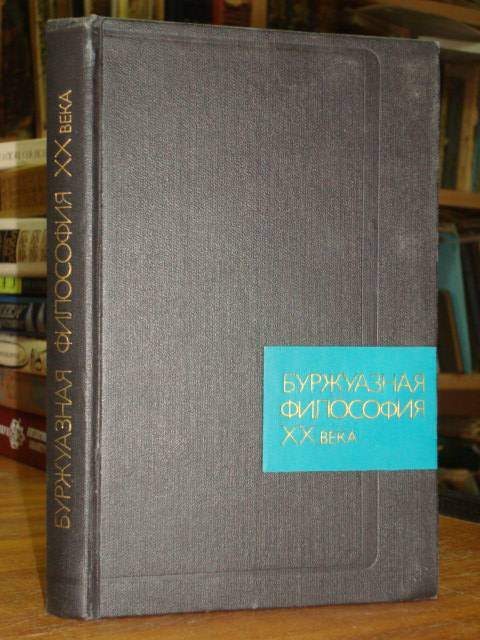 БУРЖУАЗНАЯ ФИЛОСОФИЯ XX ВЕКА
БУРЖУАЗНАЯ
ФИЛОСОФИЯ
XX ВЕКА